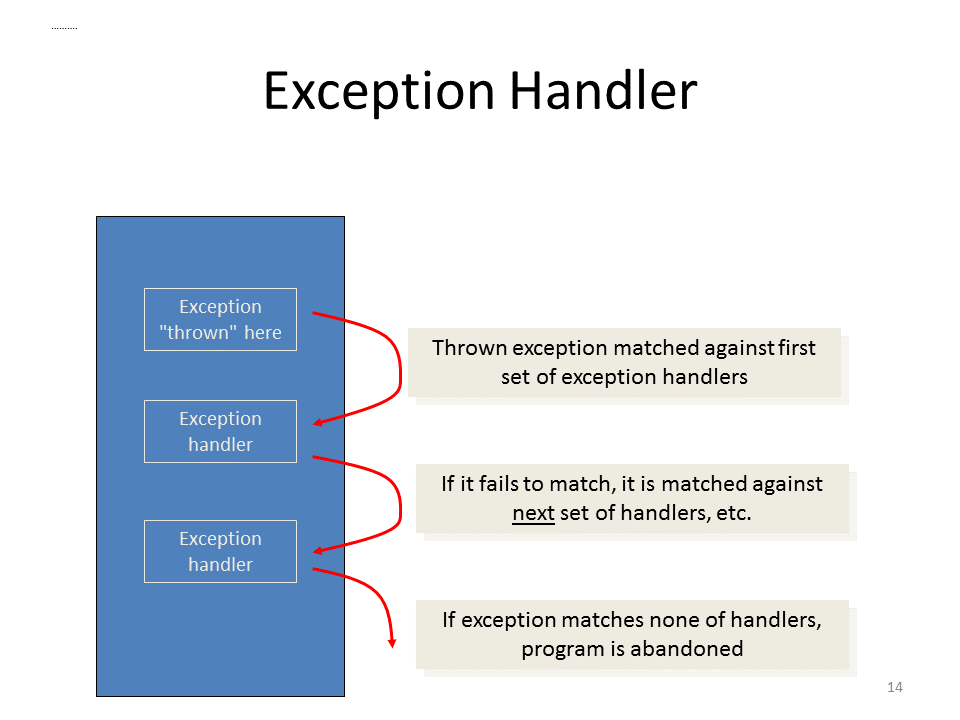 ..........
Exception Handler
Exception
"thrown" here
Thrown exception matched against first
set of exception handlers
Exception
handler
If it fails to match, it is matched against
next set of handlers, etc.
Exception
handler
If exception matches none of handlers,
program is abandoned
14